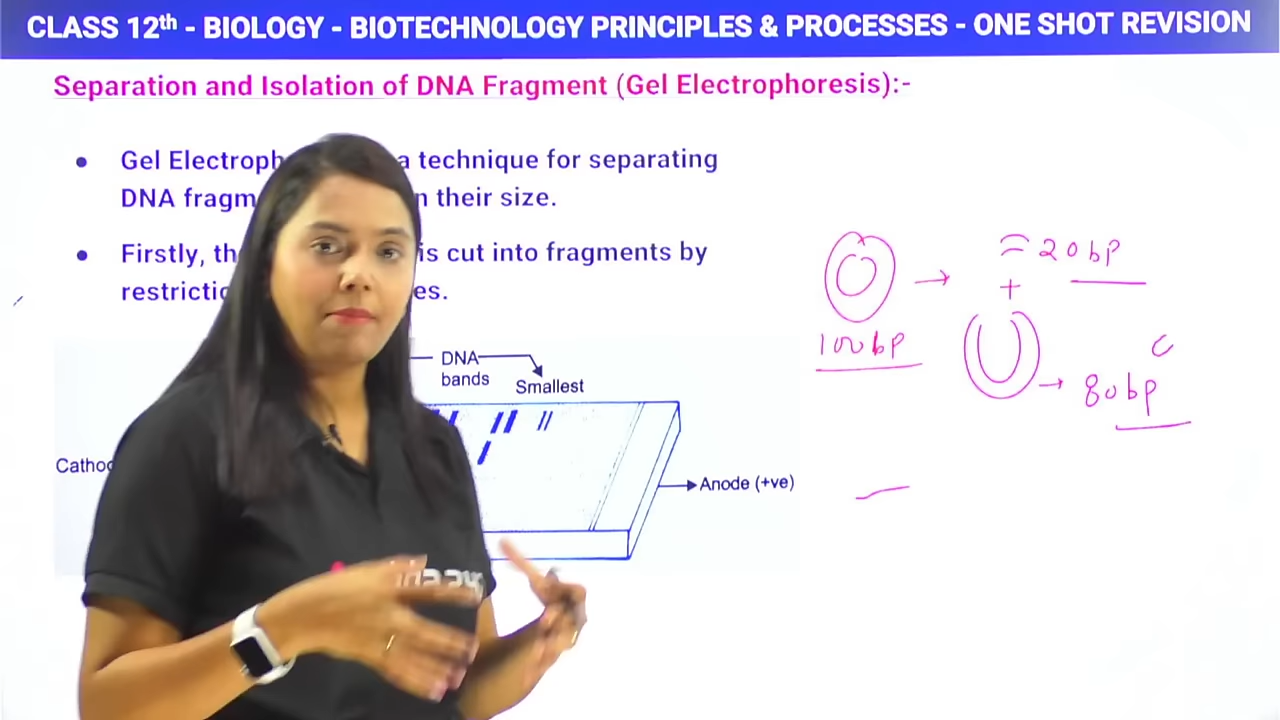 CLASS 12th - BIOLOGY - BIOTECHNOLOGY PRINCIPLES & PROCESSES - ONE SHOT REVISION
Separation and Isolation of DNA Fragment (Gel Electrophoresis):-
• Gel Electroph a technique for separating
DNA fragm n their size.
• Firstly, th is cut into fragments by
restrictio es.
= 20bp
+
100bp
80bp
DNA
bands
Smallest
Cathod
Anode (+ve)